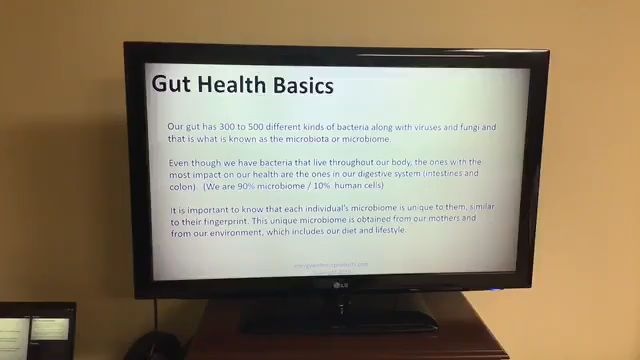 Gut Health Basics
Our gut has 300 to 500 different kinds of bacteria along with viruses and fungi and
that is what is known as the microbiota or microbiome.
Even though we have bacteria that live throughout our body, the ones with the
most impact on our health are the ones in our digestive system (intestines and
colon)  (We are 90% microbiome / 10% human cells)
It is important to know that each individual's microbiome is unique to them, similar
to their fingerprint. This unique microbiome is obtained from our mothers and
from our environment, which includes our diet and lifestyle.
LG